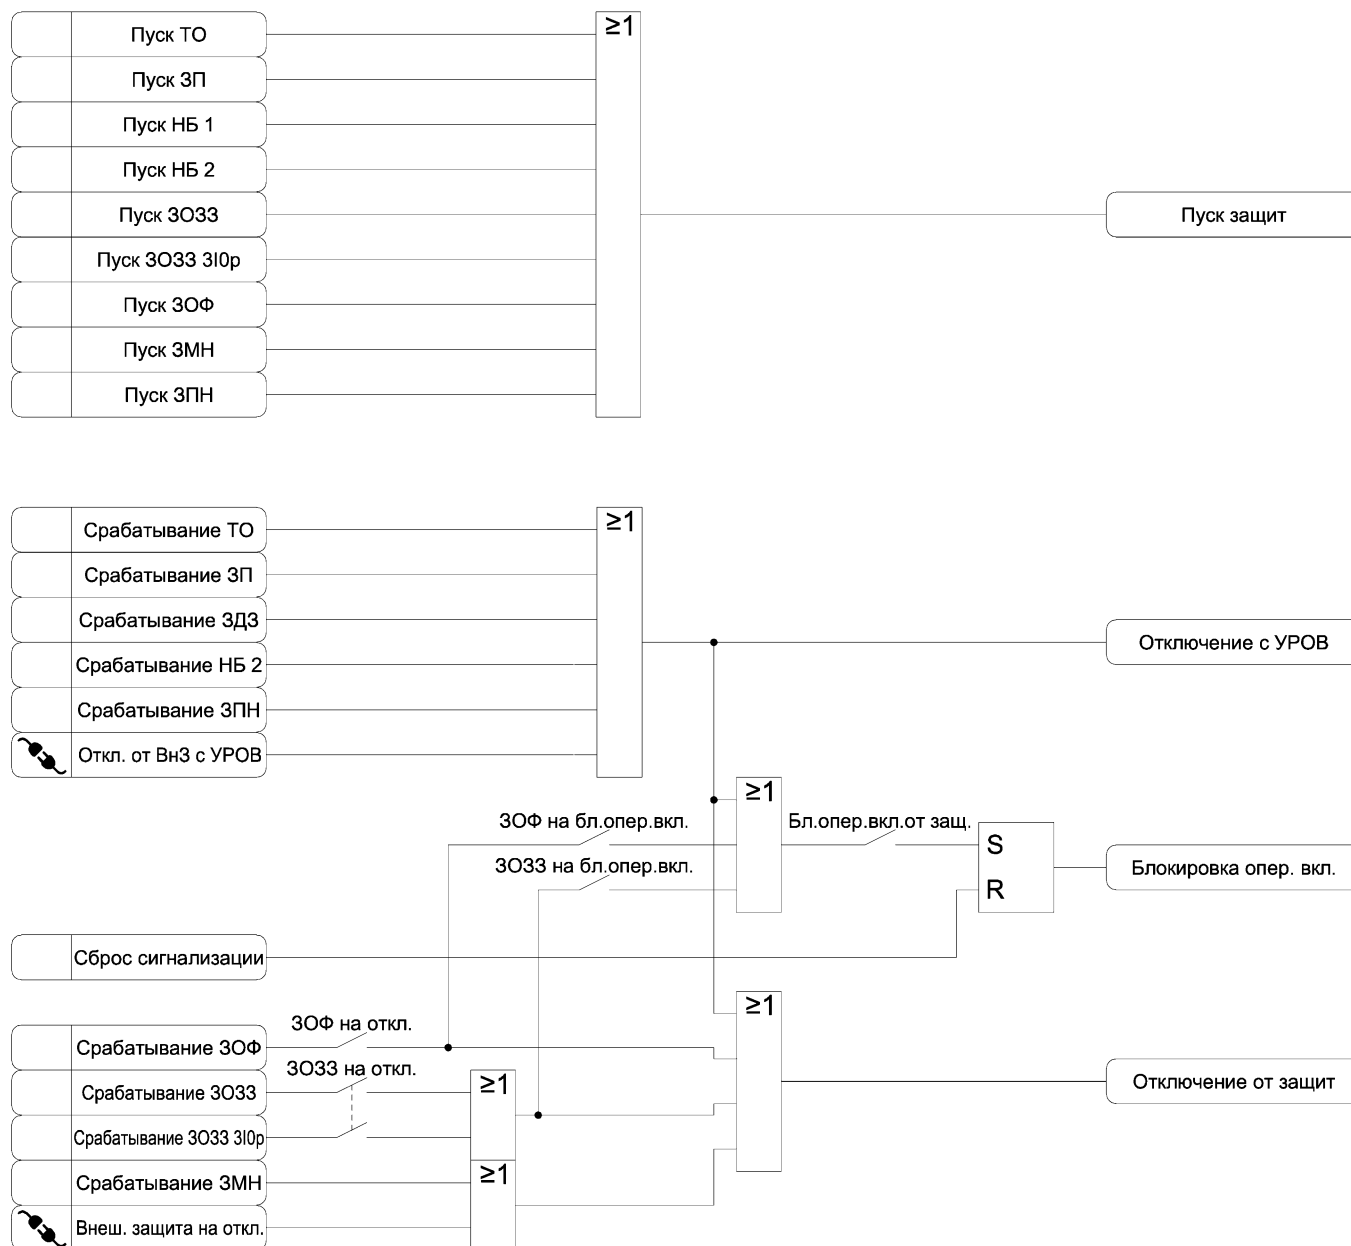 Пуск ТО
≥1
Пуск ЗП
Пуск НБ 1
Пуск НБ 2
Пуск ЗОЗЗ
Пуск защит
Пуск ЗОЗЗ 3I0р
Пуск ЗОФ
Пуск ЗМН
Пуск ЗПН
Срабатывание ТО
≥1
Срабатывание ЗП
Срабатывание ЗДЗ
Срабатывание НБ 2
Отключение с УРОВ
Срабатывание ЗПН
Откл. от ВнЗ с УРОВ
≥1
ЗОФ на бл.опер.вкл.
Бл.опер.вкл.от защ.
S
ЗОЗЗ на бл.опер.вкл.
R
Блокировка опер. вкл.
Сброс сигнализации
≥1
ЗОФ на откл.
Срабатывание ЗОФ
ЗОЗЗ на откл.
≥1
Срабатывание ЗОЗЗ
Отключение от защит
Срабатывание ЗОЗЗ 3I0р
≥1
Срабатывание ЗМН
Внеш. защита на откл.